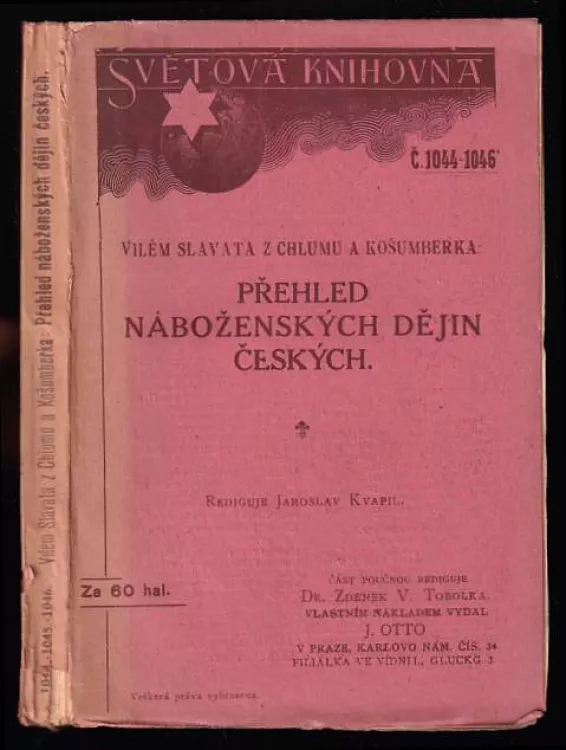 SVĚTOVÁ KNIHOVNA
Č. 1044-1046
VILÉM SLAVATA Z CHLUMU A KOŠUMBERKA:
PŘEHLED
NÁBOŽENSKÝCH DĚJIN
ČESKÝCH.
REDIGUJE JAROSLAV KVAPIL.
Za 60 hal.
ČÁST POUČNOU REDIGUJE
DR. ZDENĚK V. TOBOLKA.
VLASTNÍM NÁKLADEM VYDAL
J. OTTO
V PRAZE, KARLOVO NÁM. ČÍS. 34
FILIÁLKA VE VÍDNI I., GLUCKG 3
Veškerá práva vyhrazena.
1044.-1045.-1046. Vilém Slavata z Chlumu a Košumberka: Přehled náboženských dějin českých.